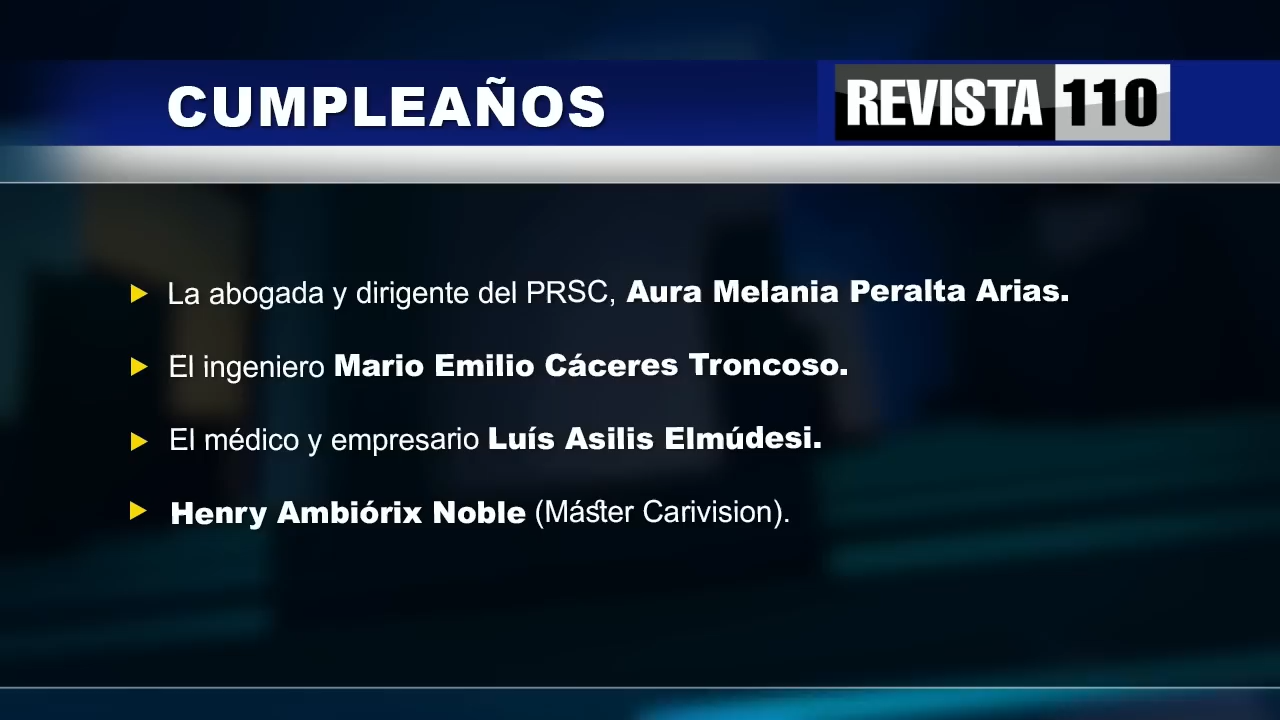 CUMPLEAÑOS
REVISTA 110
La abogada y dirigente del PRSC, Aura Melania Peralta Arias.
El ingeniero Mario Emilio Cáceres Troncoso.
El médico y empresario Luís Asilis Elmúdesi.
Henry Ambiórix Noble (Máster Carivision).